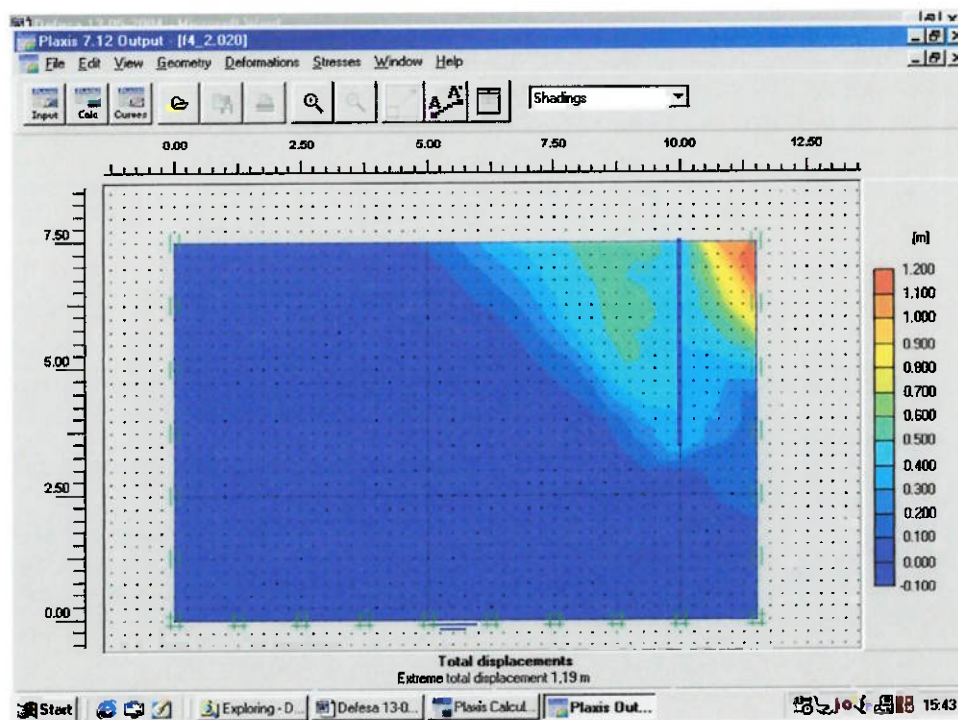 Plaxis 7.12 Output - [f4_2.020]
File Edit View Geometry Deformations Stresses Window Help
Input Calc Curves Shadings
0.00 2.50 5.00 7.50 10.00 12.50
7.50
5.00
2.50
0.00
[m]
1.200
1.100
1.000
0.900
0.800
0.700
0.600
0.500
0.400
0.300
0.200
0.100
0.000
-0.100
Total displacements
Extreme total displacement 1,19 m
Start Exploring - D... Defesa 13-0... Plaxis Calcul... Plaxis Out... 15:43